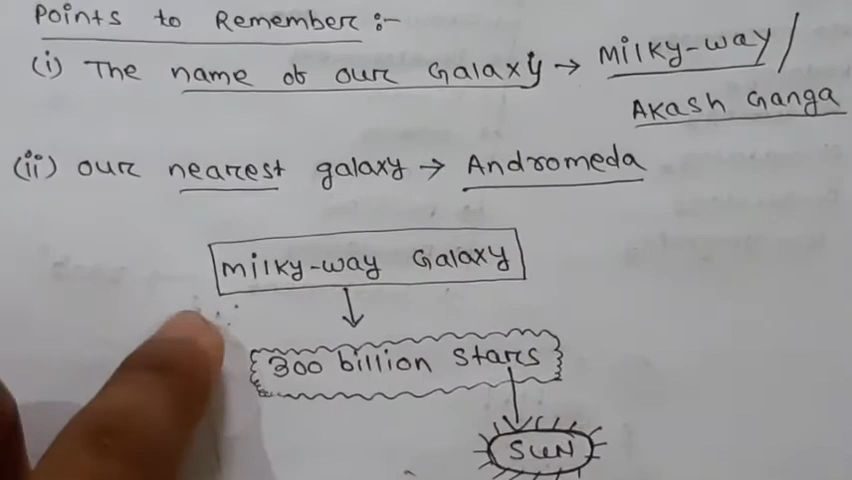 Points to Remember :-
(i) The name of our Galaxy → Milky-way /
Akash Ganga
(ii) our nearest galaxy → Andromeda
Milky-way Galaxy
300 billion stars
SUN